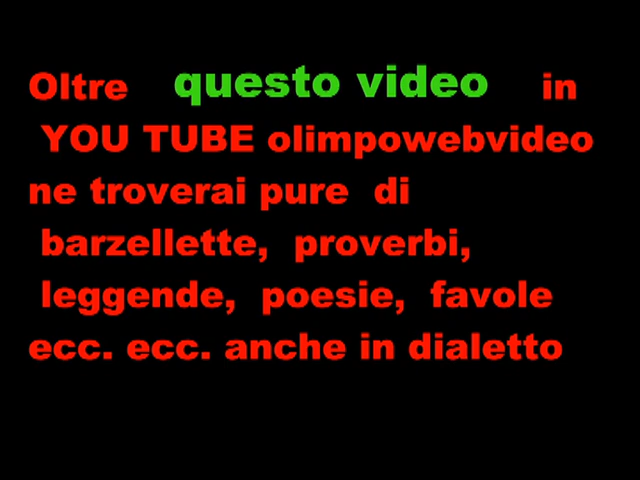 Oltre questo video in
YOU TUBE olimpowebvideo
ne troverai pure di
barzellette, proverbi,
leggende, poesie, favole
ecc. ecc. anche in dialetto